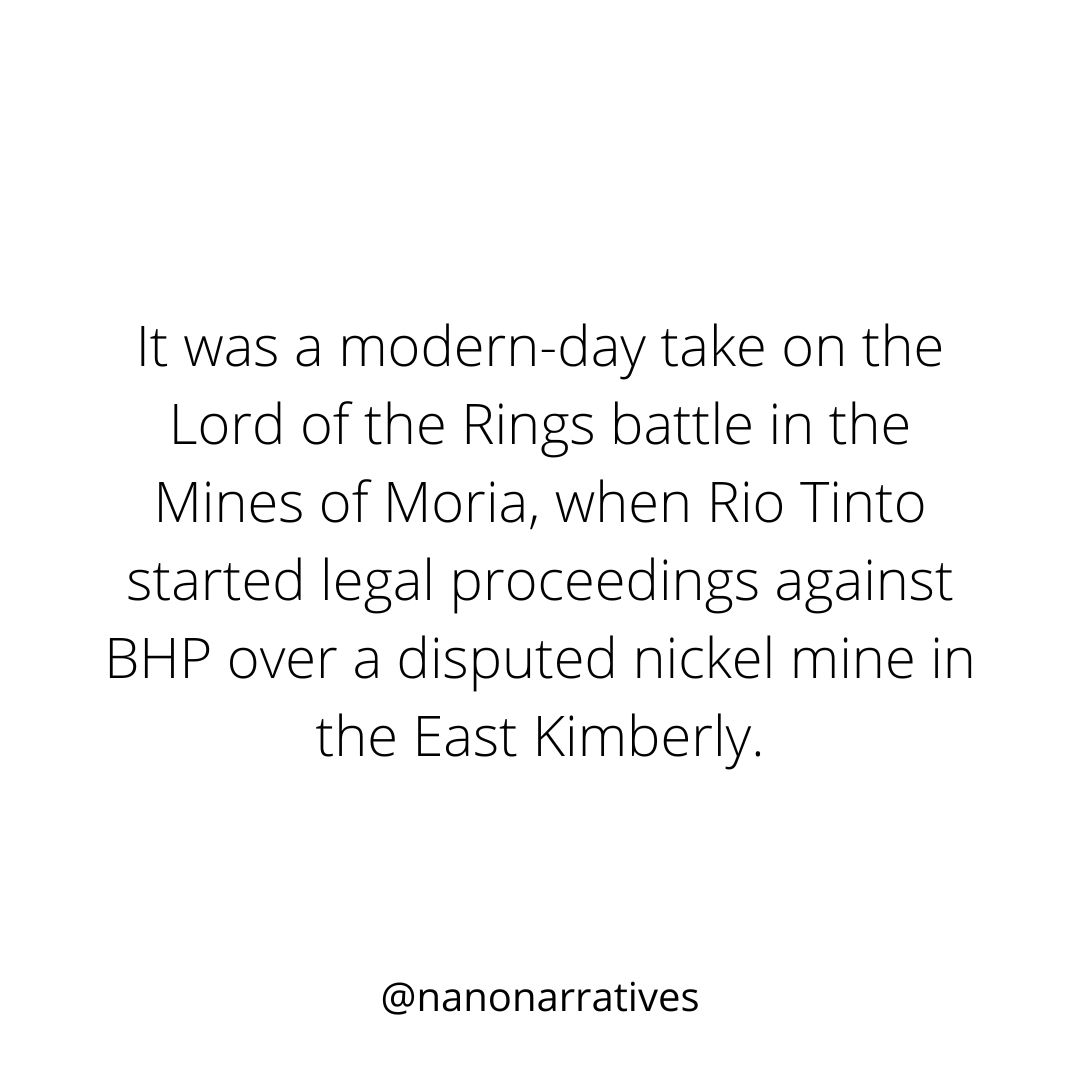 It was a modern-day take on the
Lord of the Rings battle in the
Mines of Moria, when Rio Tinto
started legal proceedings against
BHP over a disputed nickel mine in
the East Kimberly.
@nanonarratives